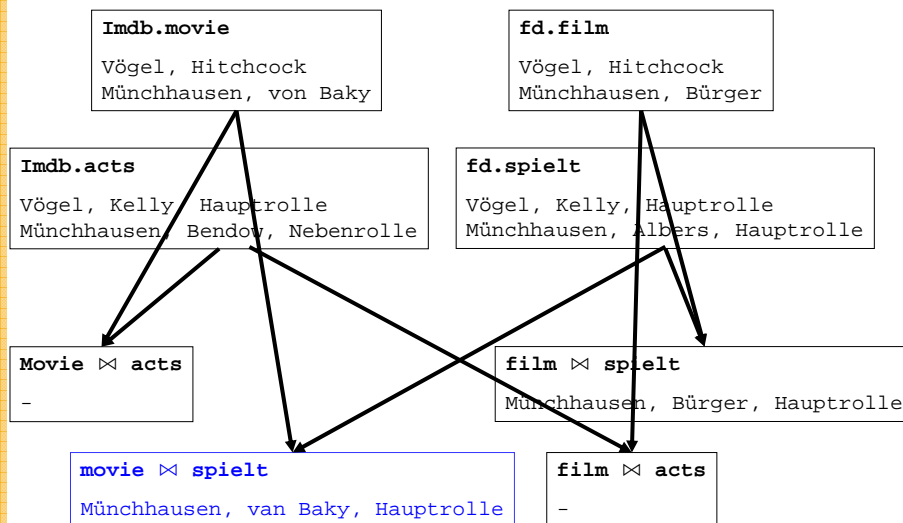 Imdb.movie
Vögel, Hitchcock
Münchhausen, von Baky
fd.film
Vögel, Hitchcock
Münchhausen, Bürger
Imdb.acts
Vögel, Kelly, Hauptrolle
Münchhausen, Bendow, Nebenrolle
fd.spielt
Vögel, Kelly, Hauptrolle
Münchhausen, Albers, Hauptrolle
Movie ⋈ acts
-
film ⋈ spielt
Münchhausen, Bürger, Hauptrolle
movie ⋈ spielt
Münchhausen, van Baky, Hauptrolle
film ⋈ acts
-